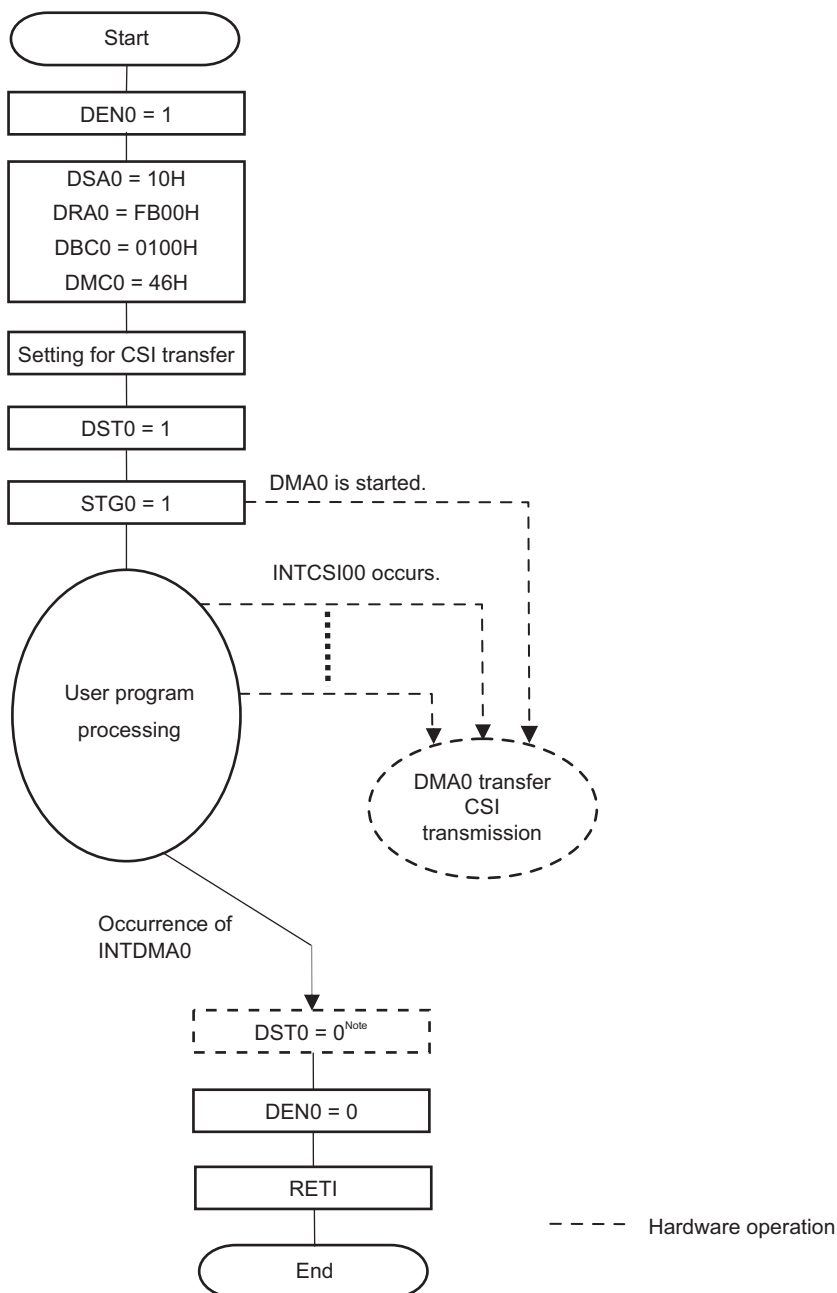 Start
DEN0 = 1
DSA0 = 10H
DRA0 = FB00H
DBC0 = 0100H
DMC0 = 46H
Setting for CSI transfer
DST0 = 1
STG0 = 1
DMA0 is started.
INTCSI00 occurs.
User program
processing
DMA0 transfer
CSI
transmission
Occurrence of
INTDMA0
DST0 = 0Note
DEN0 = 0
RETI
Hardware operation
End